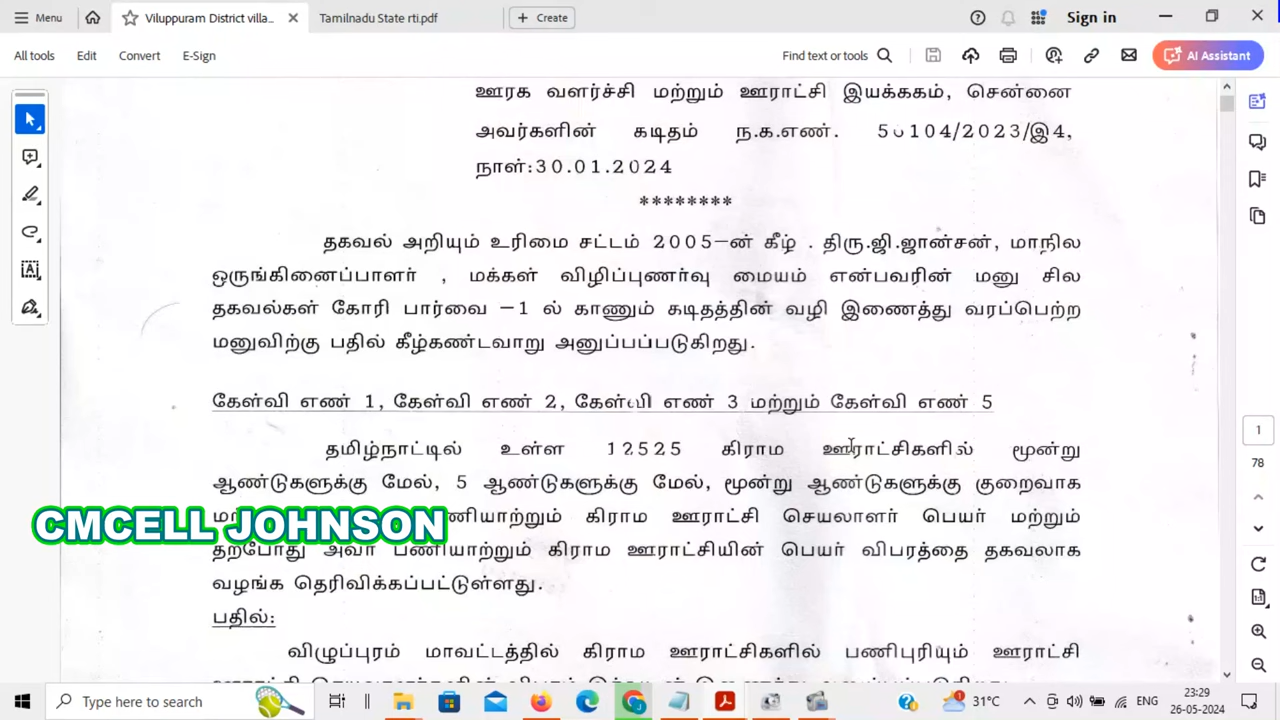 Menu
Viluppuram District villa...
Tamilnadu State rti.pdf
Create
Sign in
All tools
Edit
Convert
E-Sign
Find text or tools
AI Assistant
ஊரக வளர்ச்சி மற்றும் ஊராட்சி இயக்ககம், சென்னை
அவர்களின் கடிதம் ந.க.எண். 50104/2023/இ4,
நாள்:30.01.2024
********
தகவல் அறியும் உரிமை சட்டம் 2005-ன் கீழ் . திரு.ஜி.ஜான்சன், மாநில
ஒருங்கினைப்பாளர் , மக்கள் விழிப்புணர்வு மையம் என்பவரின் மனு சில
தகவல்கள் கோரி பார்வை -1 ல் காணும் கடிதத்தின் வழி இணைத்து வரப்பெற்ற
மனுவிற்கு பதில் கீழ்கண்டவாறு அனுப்பப்படுகிறது.
கேள்வி எண் 1, கேள்வி எண் 2, கேள்வி எண் 3 மற்றும் கேள்வி எண் 5
தமிழ்நாட்டில் உள்ள 12525 கிராம ஊராட்சிகளில் மூன்று
ஆண்டுகளுக்கு மேல், 5 ஆண்டுகளுக்கு மேல், மூன்று ஆண்டுகளுக்கு குறைவாக
கிராம ஊராட்சி செயலாளர் பெயர் மற்றும்
CMCELL JOHNSON
தற்போது அவர் பணியாற்றும் கிராம ஊராட்சியின் பெயர் விபரத்தை தகவலாக
வழங்க தெரிவிக்கப்பட்டுள்ளது.
பதில்:
விழுப்புரம் மாவட்டத்தில் கிராம ஊராட்சிகளில் பணிபுரியும் ஊராட்சி
1
78
Type here to search
31°C
ENG
23:29
26-05-2024